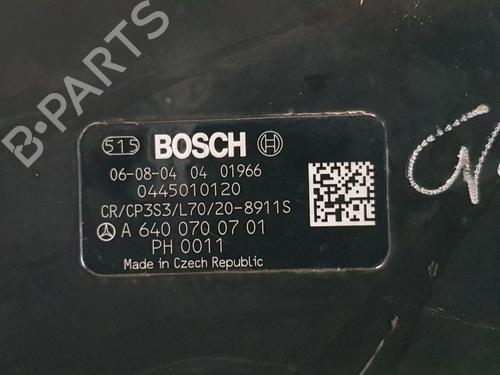 B-PARTS
515 BOSCH
06-08-04 04 01966
0445010120
CR/CP3S3/L70/20-8911S
A 640 070 07 01
PH 0011
Made in Czech Republic